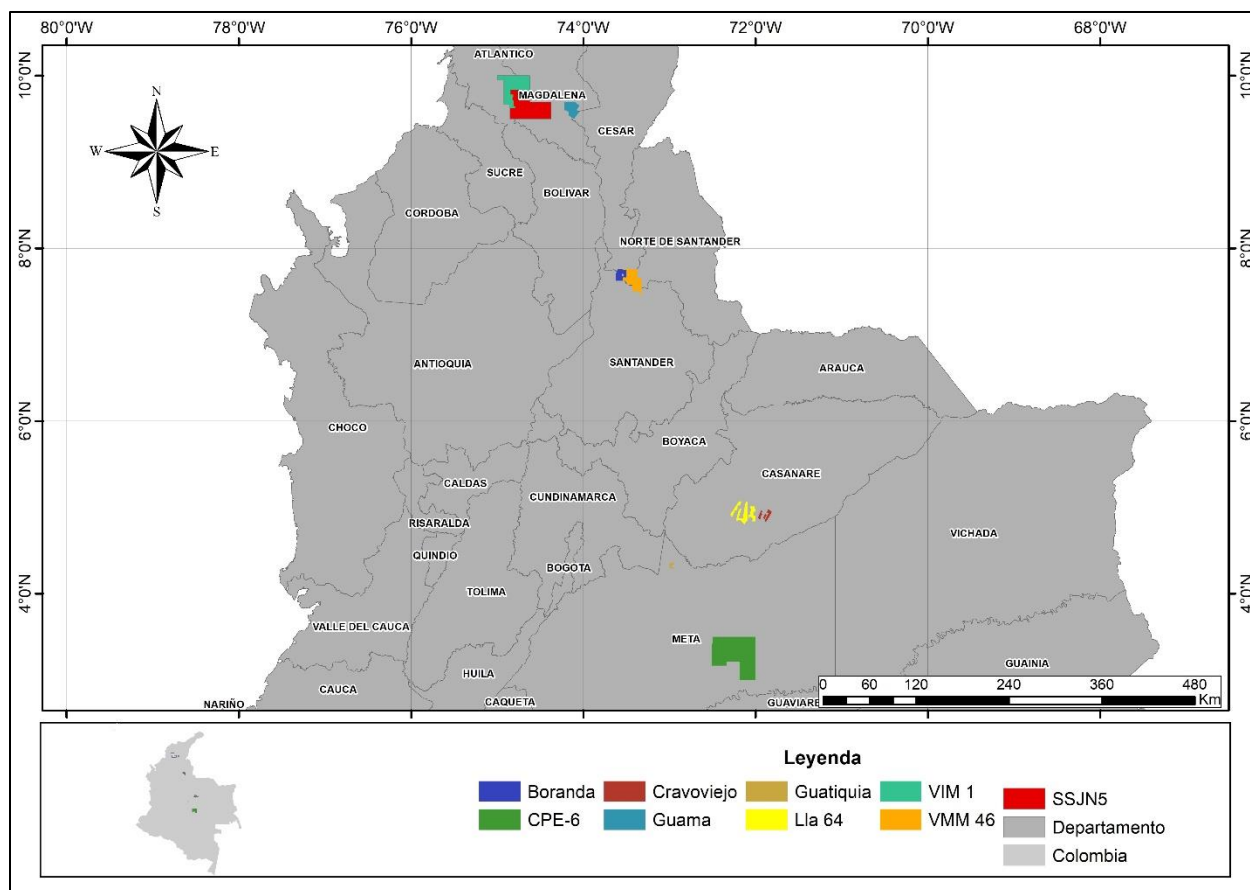 80°0'W 78°0'W 76°0'W 74°0'W 72°0'W 70°0'W 68°0'W
ATLANTICO
10°0'N 10°0'N
MAGDALENA
N
CESAR
W E
SUCRE
S
BOLIVAR
CORDOBA
NORTE DE SANTANDER
8°0'N 8°0'N
ANTIOQUIA
SANTANDER
ARAUCA
6°0'N 6°0'N
CHOCO
BOYACA
CASANARE
CALDAS
CUNDINAMARCA
RISARALDA
VICHADA
QUINDIO
BOGOTA
TOLIMA
4°0'N 4°0'N
VALLE DEL CAUCA
META
GUAINIA
HUILA
CAUCA
CAQUETA
NARIÑO
GUAVIARE
0 60 120 240 360 480
Km
Leyenda
Boranda Cravoviejo Guatiquia VIM 1 SSJN5
CPE-6 Guama Lla 64 VMM 46 Departamento
Colombia